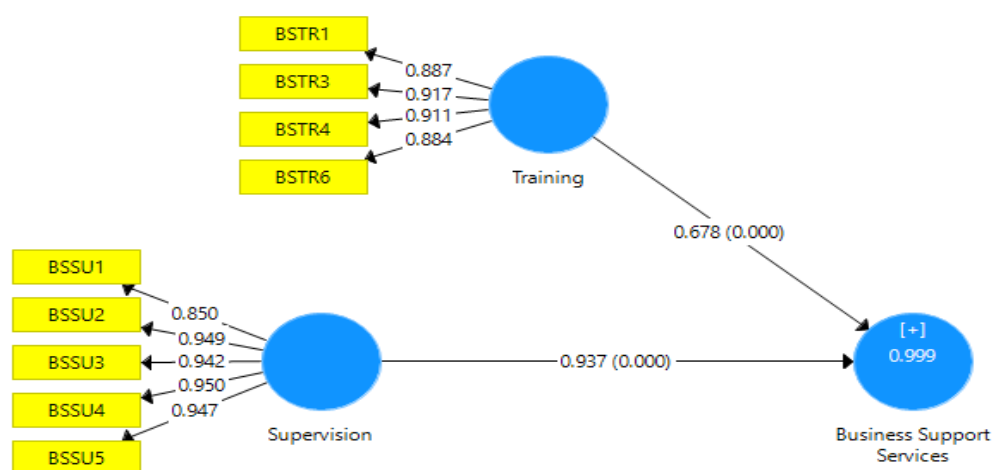 BSTR1
0.887
BSTR3
0.917
BSTR4
0.911
BSTR6
0.884
Training
0.678 (0.000)
BSSU1
0.850
BSSU2
0.949
BSSU3
0.942
BSSU4
0.950
BSSU5
0.947
Supervision
0.937 (0.000)
[+]
0.999
Business Support
Services